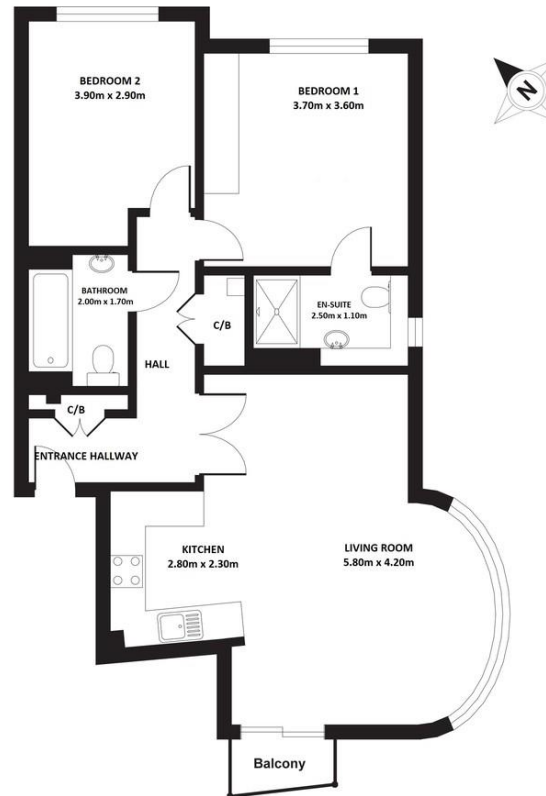 BEDROOM 2
3.90m x 2.90m
BEDROOM 1
3.70m x 3.60m
N
BATHROOM
2.00m x 1.70m
EN-SUITE
2.50m x 1.10m
C/B
HALL
C/B
ENTRANCE HALLWAY
KITCHEN
2.80m x 2.30m
LIVING ROOM
5.80m x 4.20m
Balcony